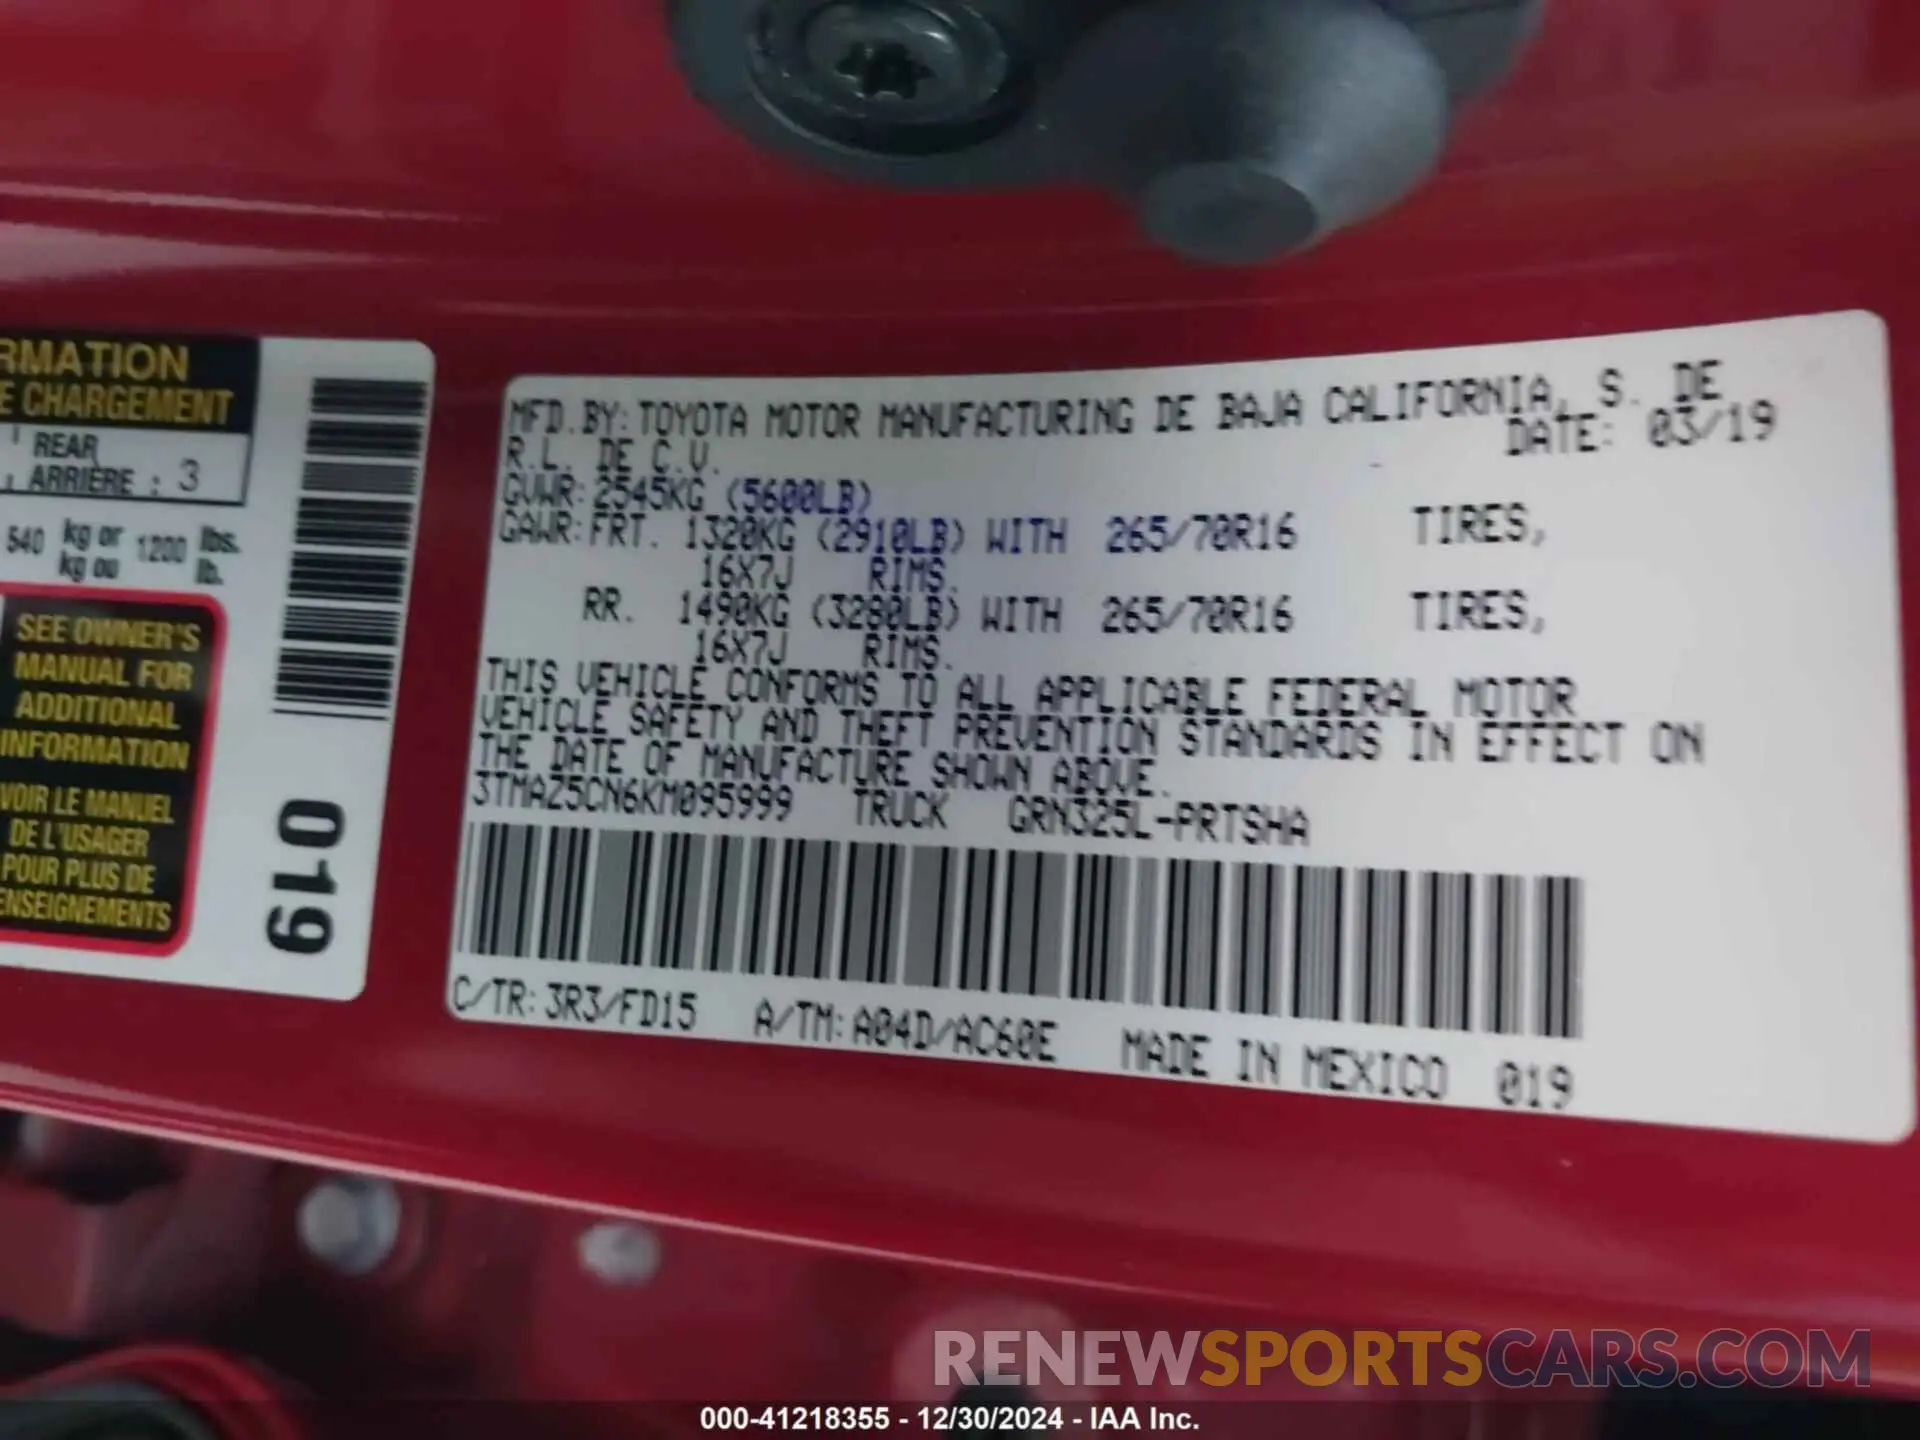 RMATION
E CHARGEMENT
REAR
ARRIÈRE : 3
540 kg or 1200 lbs.
kg ou lb.
SEE OWNER'S
MANUAL FOR
ADDITIONAL
INFORMATION
VOIR LE MANUEL
DE L'USAGER
POUR PLUS DE
ENSEIGNEMENTS
019
MFD.BY: TOYOTA MOTOR MANUFACTURING DE BAJA CALIFORNIA, S. DE
R.L. DE C.V. DATE: 03/19
GVWR: 2545KG (5600LB)
GAWR: FRT. 1320KG (2910LB) WITH 265/70R16 TIRES,
16X7J RIMS.
RR. 1490KG (3280LB) WITH 265/70R16 TIRES,
16X7J RIMS.
THIS VEHICLE CONFORMS TO ALL APPLICABLE FEDERAL MOTOR
VEHICLE SAFETY AND THEFT PREVENTION STANDARDS IN EFFECT ON
THE DATE OF MANUFACTURE SHOWN ABOVE.
3TMAZ5CN6KM095999 TRUCK GRN325L-PRTSHA
C/TR: 3R3/FD15 A/TM: A04D/AC60E MADE IN MEXICO 019
RENEWSPORTSCARS.COM
000-41218355 - 12/30/2024 - IAA Inc.